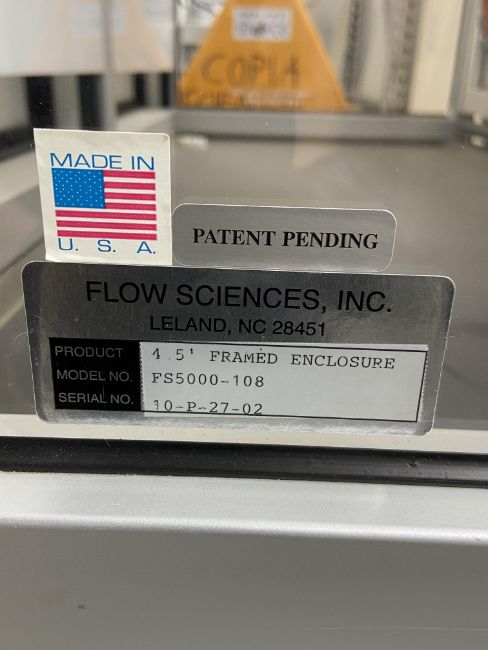 COPIA
MADE IN
U. S. A.
PATENT PENDING
FLOW SCIENCES, INC.
LELAND, NC 28451
PRODUCT 4.5' FRAMED ENCLOSURE
MODEL NO. FS5000-108
SERIAL NO. 10-P-27-02